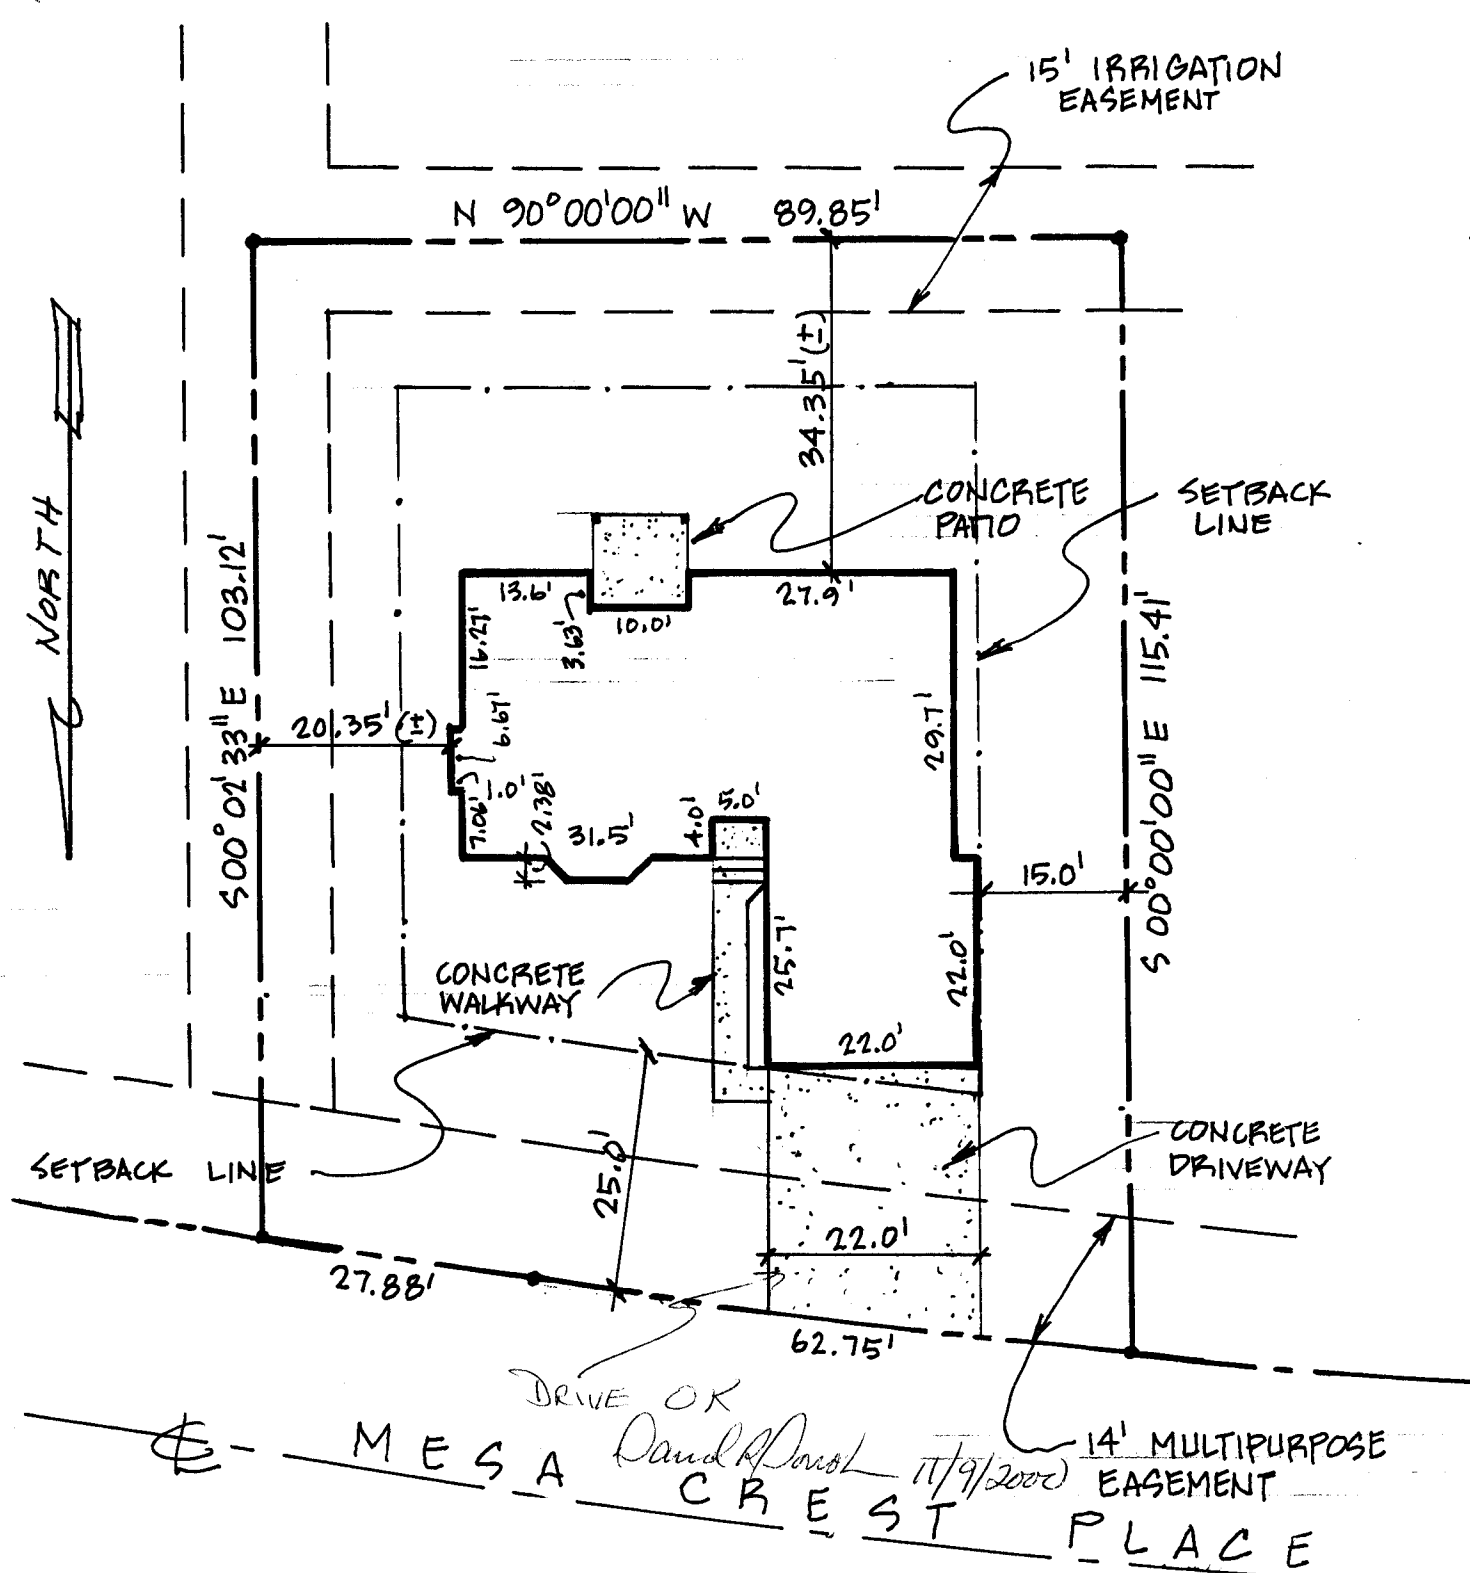 15' IRRIGATION
EASEMENT
N 90°00'00" W 89.85'
34.35' (±)
NORTH
CONCRETE
PATIO
SETBACK
LINE
S 00° 02' 33" E 103.12'
13.6'
3.63'
10.0'
27.9'
16.27'
S 00°00'00" E 115.41'
20.35' (±)
6.67'
1.0'
7.06'
2.38'
31.5'
4.0'
5.0'
29.7'
15.0'
CONCRETE
WALKWAY
25.7'
22.0'
22.0'
SETBACK LINE
25.0'
CONCRETE
DRIVEWAY
22.0'
27.88'
62.75'
DRIVE OK
11/9/2000
14' MULTIPURPOSE
EASEMENT
℄ MESA CREST PLACE